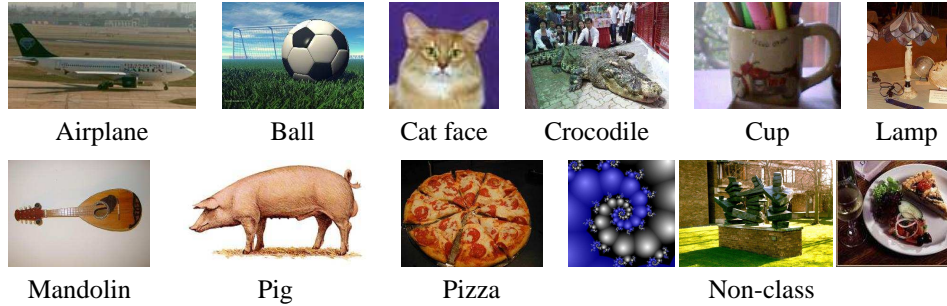 Airplane
Ball
Cat face
Crocodile
Cup
Lamp
Mandolin
Pig
Pizza
Non-class